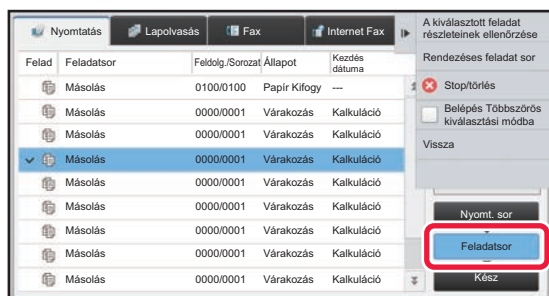 Nyomtatás Lapolvasás Fax Internet Fax
A kiválasztott feladat
részleteinek ellenőrzése
Rendezéses feladat sor
Stop/törlés
Belépés Többszörös
kiválasztási módba
Vissza
Felad Feladatsor Feldolg./Sorozat Állapot Kezdés
dátuma
Másolás 0100/0100 Papír Kifogy ---
Másolás 0000/0001 Várakozás Kalkuláció
Másolás 0000/0001 Várakozás Kalkuláció
Másolás 0000/0001 Várakozás Kalkuláció
Másolás 0000/0001 Várakozás Kalkuláció
Másolás 0000/0001 Várakozás Kalkuláció
Másolás 0000/0001 Várakozás Kalkuláció
Másolás 0000/0001 Várakozás Kalkuláció
Másolás 0000/0001 Várakozás Kalkuláció
Nyomt. sor
Feladatsor
Kész